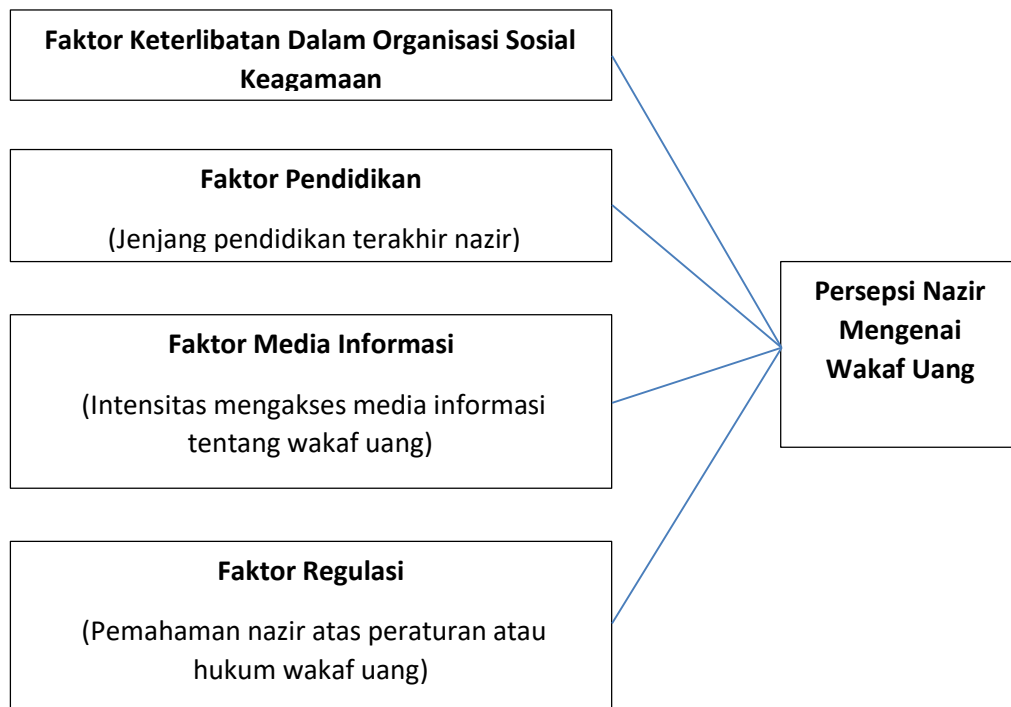 Faktor Keterlibatan Dalam Organisasi Sosial
Keagamaan
Faktor Pendidikan
(Jenjang pendidikan terakhir nazir)
Faktor Media Informasi
(Intensitas mengakses media informasi
tentang wakaf uang)
Faktor Regulasi
(Pemahaman nazir atas peraturan atau
hukum wakaf uang)
Persepsi Nazir
Mengenai
Wakaf Uang